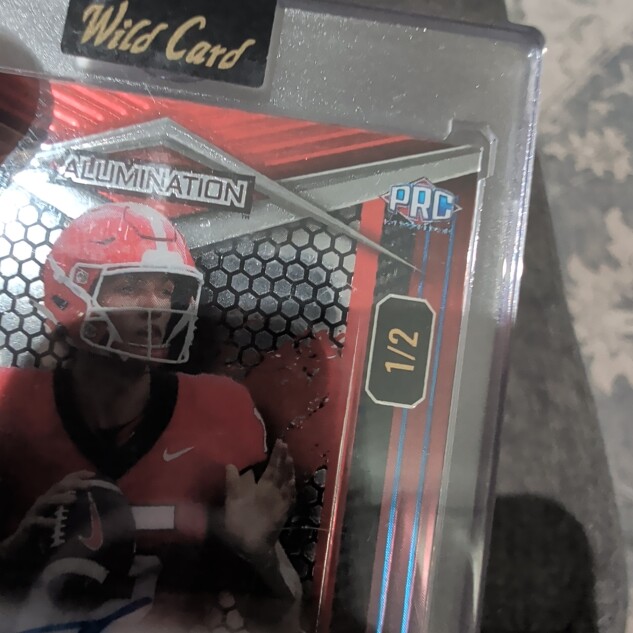 Wild Card
ALUMINATION
PRC
1/2